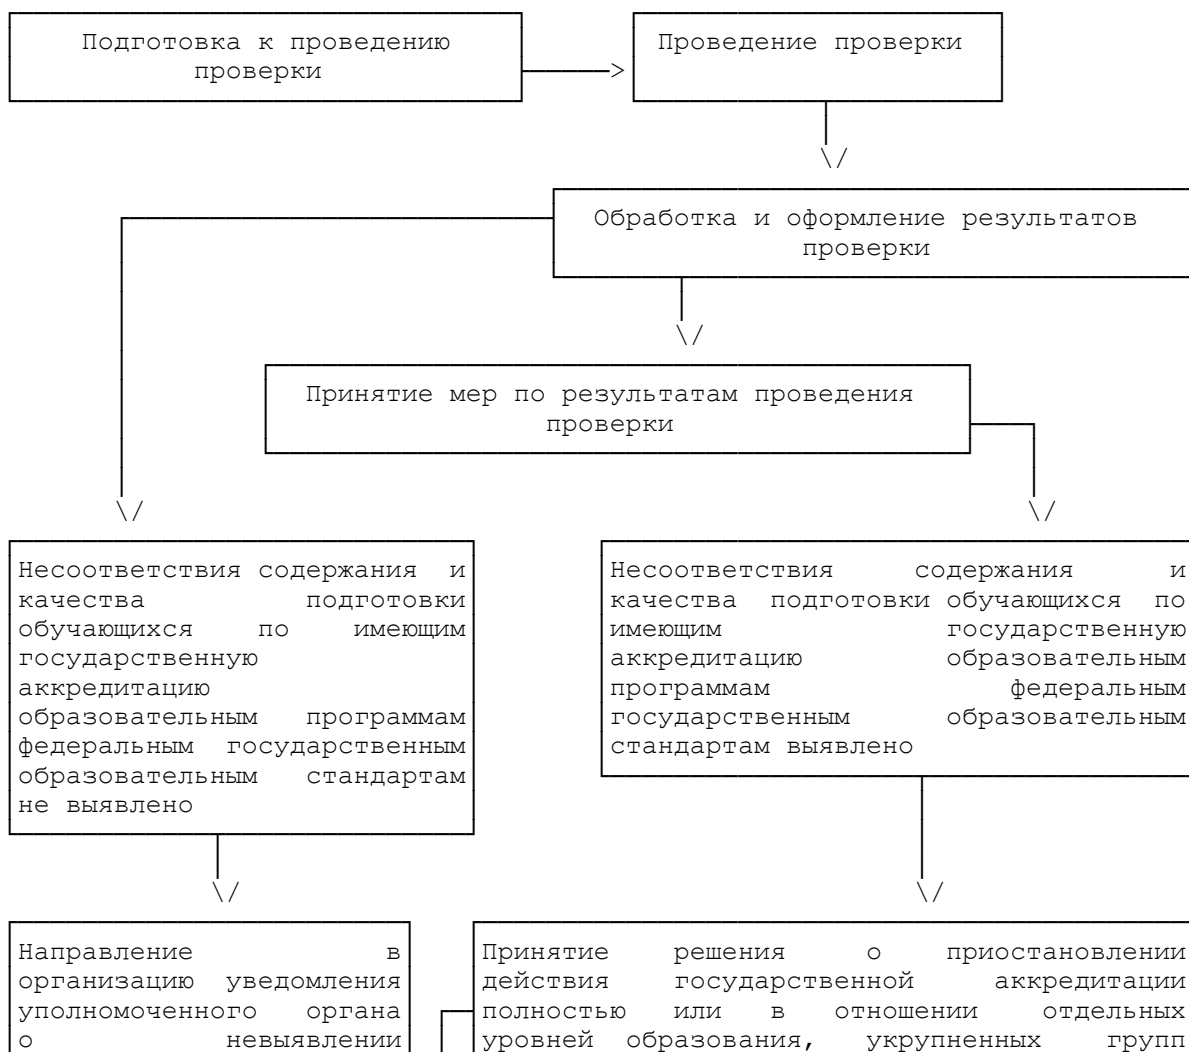 Подготовка к проведению
проверки
Проведение проверки
Обработка и оформление результатов
проверки
Принятие мер по результатам проведения
проверки
Несоответствия содержания и
качества подготовки
обучающихся по имеющим
государственную
аккредитацию
образовательным программам
федеральным государственным
образовательным стандартам
не выявлено
Несоответствия содержания и
качества подготовки обучающихся по
имеющим государственную
аккредитацию образовательным
программам федеральным
государственным образовательным
стандартам выявлено
Направление в
организацию уведомления
уполномоченного органа
о невыявлении
Принятие решения о приостановлении
действия государственной аккредитации
полностью или в отношении отдельных
уровней образования, укрупненных групп